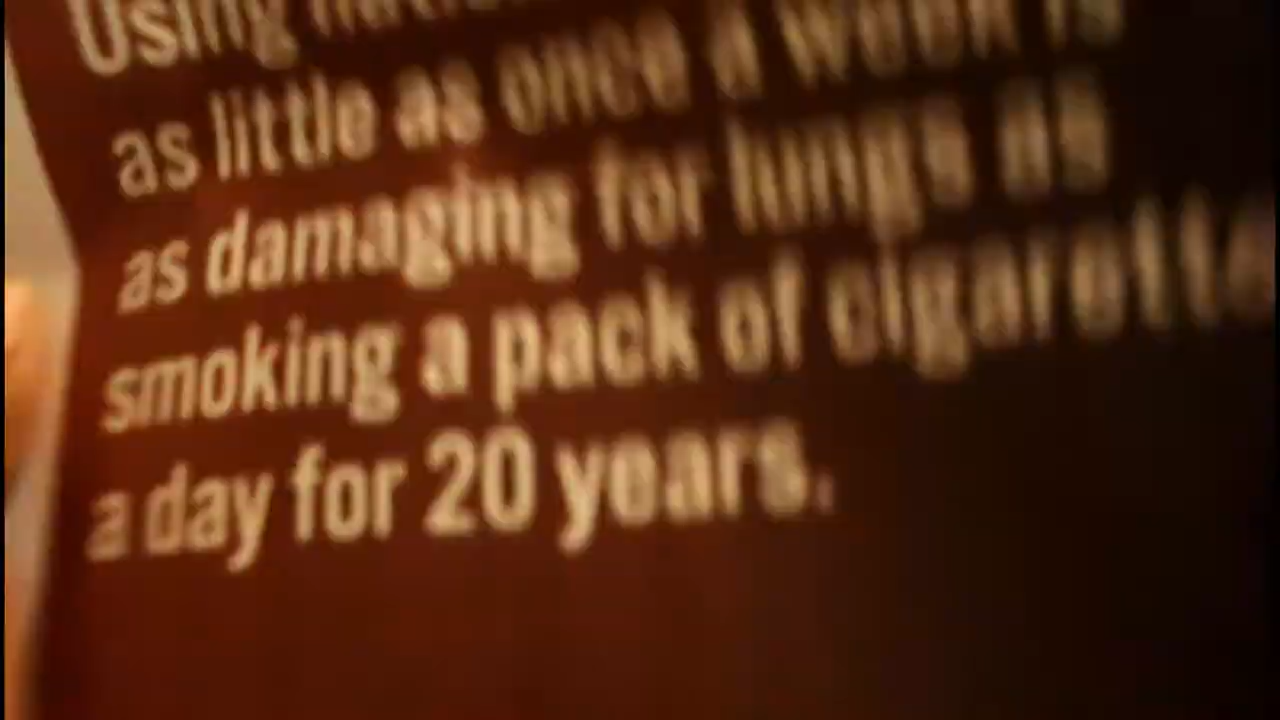 Using
as little as once a week is
as damaging for lungs as
smoking a pack of cigarette
a day for 20 years.